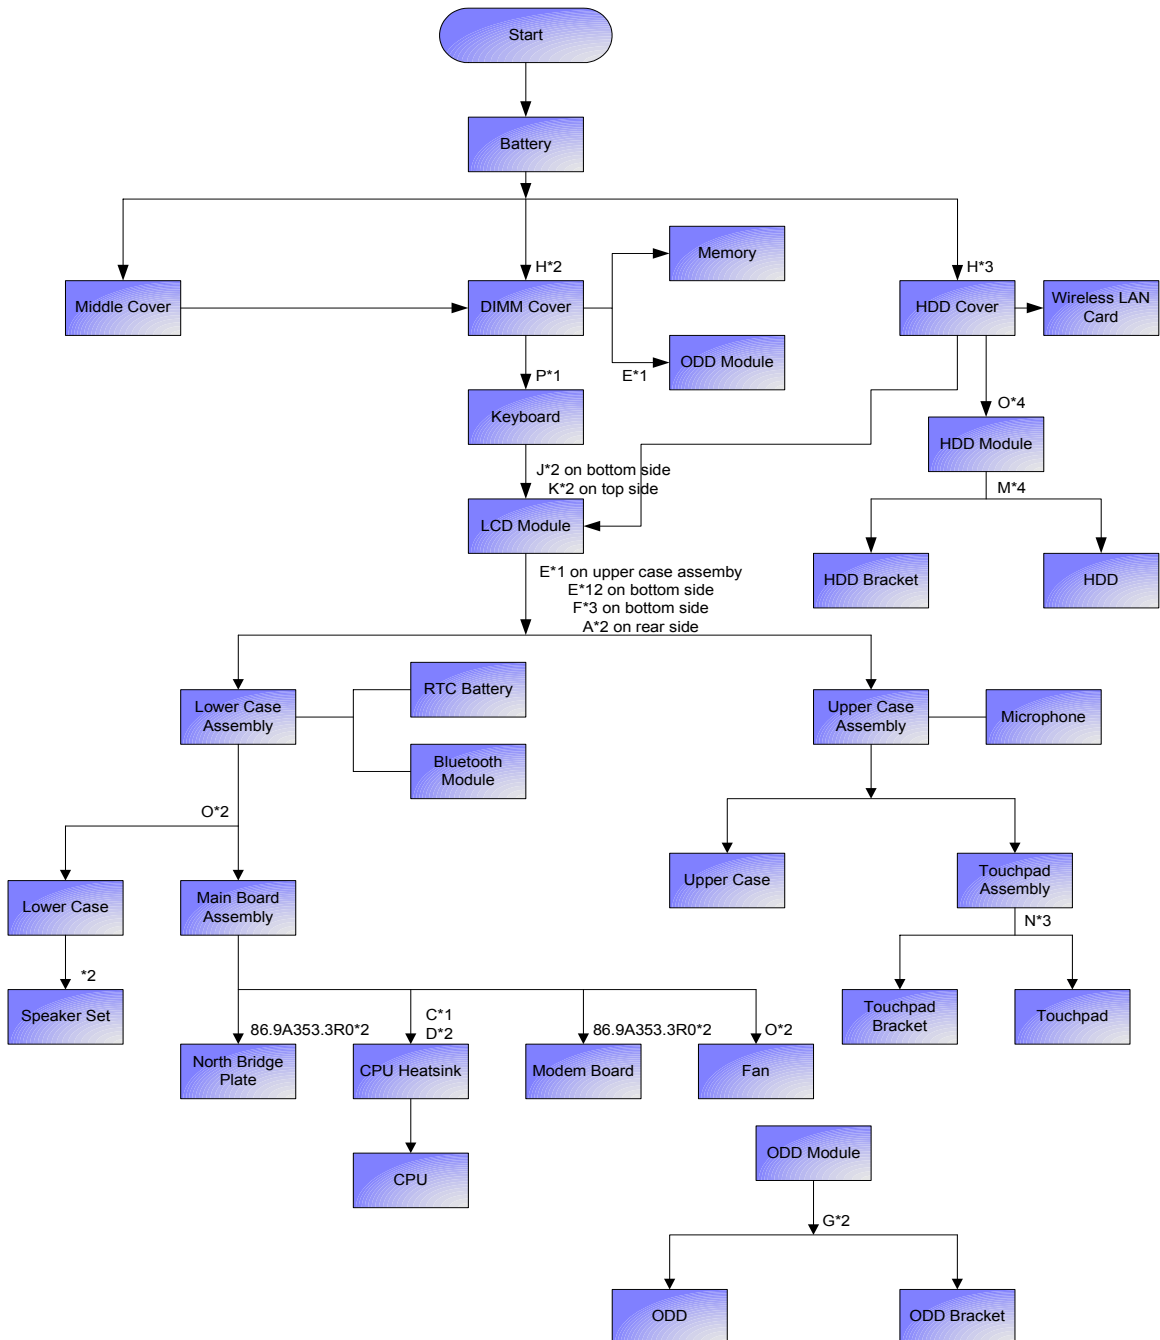 Start
Battery
Memory
H*2
H*3
Middle Cover
DIMM Cover
HDD Cover
Wireless LAN
Card
P*1
E*1
ODD Module
Keyboard
O*4
HDD Module
J*2 on bottom side
K*2 on top side
M*4
LCD Module
HDD Bracket
HDD
E*1 on upper case assemby
E*12 on bottom side
F*3 on bottom side
A*2 on rear side
Lower Case
Assembly
RTC Battery
Upper Case
Assembly
Microphone
Bluetooth
Module
O*2
Lower Case
Main Board
Assembly
Upper Case
Touchpad
Assembly
N*3
*2
Speaker Set
Touchpad
Bracket
Touchpad
86.9A353.3R0*2
C*1
D*2
86.9A353.3R0*2
O*2
North Bridge
Plate
CPU Heatsink
Modem Board
Fan
CPU
ODD Module
G*2
ODD
ODD Bracket